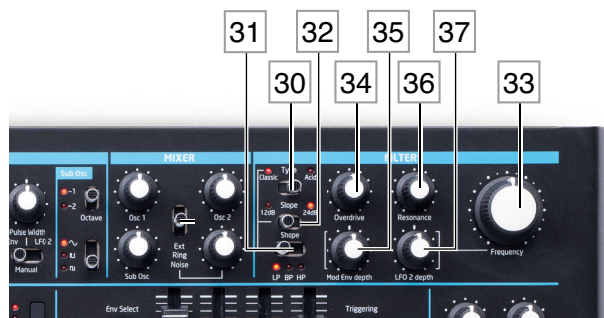 31
32
35
37
30
34
36
33
MIXER
FILTER
Sub Osc
-1
-2
Octave
Classic
Type
Acid
12dB
Slope
24dB
Shape
LP BP HP
Osc 1
Osc 2
Ext
Ring
Noise
Sub Osc
Overdrive
Resonance
Mod Env depth
LFO 2 depth
Frequency
Pulse Width
Env
LFO 2
Manual
Env Select
Triggering